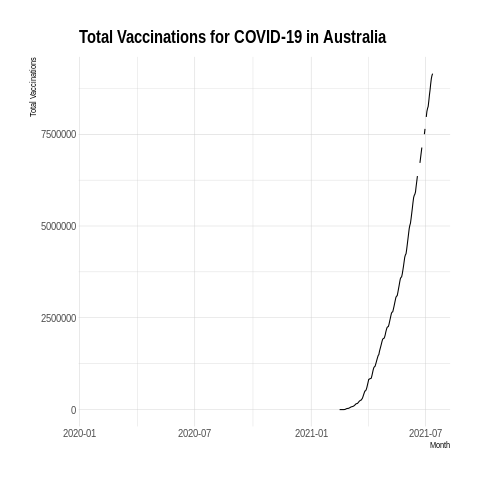 Total Vaccinations for COVID-19 in Australia
Total Vaccinations
7500000
5000000
2500000
0
2020-01
2020-07
2021-01
2021-07
Month